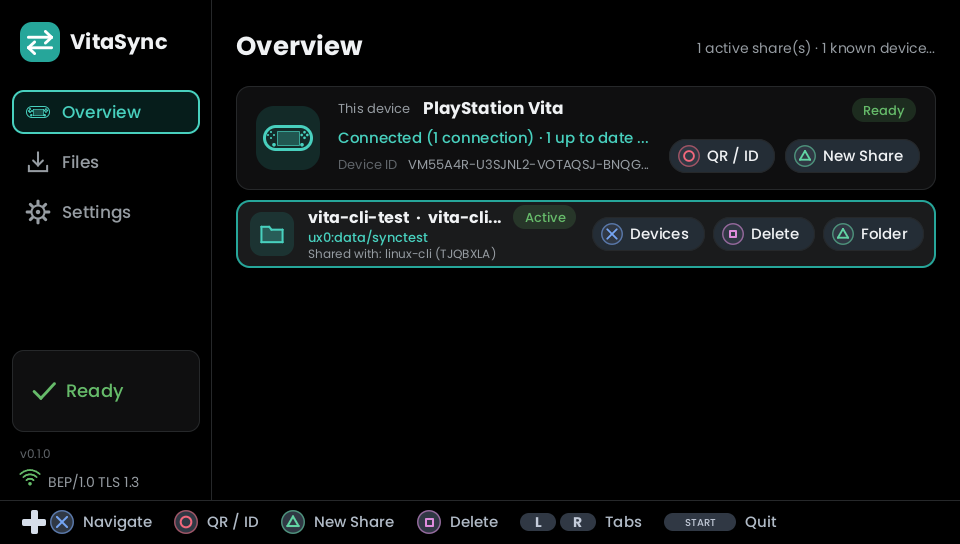 VitaSync
Overview
Files
Settings
Ready
v0.1.0
BEP/1.0 TLS 1.3
Overview
1 active share(s) · 1 known device...
This device PlayStation Vita
Ready
Connected (1 connection) · 1 up to date ...
Device ID VM55A4R-U3SJNL2-VOTAQSJ-BNQG...
QR / ID
New Share
vita-cli-test · vita-cli...
Active
ux0:data/synctest
Shared with: linux-cli (TJQBXLA)
Devices
Delete
Folder
Navigate QR / ID New Share Delete L R Tabs START Quit